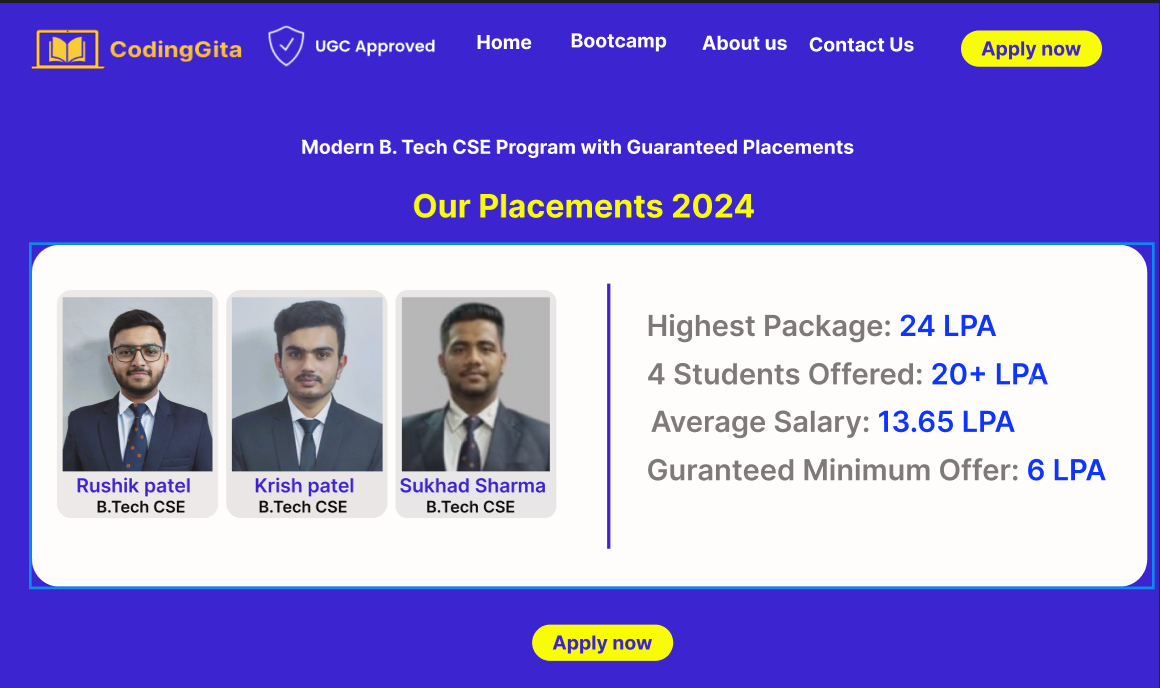 CodingGita
UGC Approved
Home
Bootcamp
About us
Contact Us
Apply now
Modern B. Tech CSE Program with Guaranteed Placements
Our Placements 2024
Rushik patel
B.Tech CSE
Krish patel
B.Tech CSE
Sukhad Sharma
B.Tech CSE
Highest Package: 24 LPA
4 Students Offered: 20+ LPA
Average Salary: 13.65 LPA
Guranteed Minimum Offer: 6 LPA
Apply now